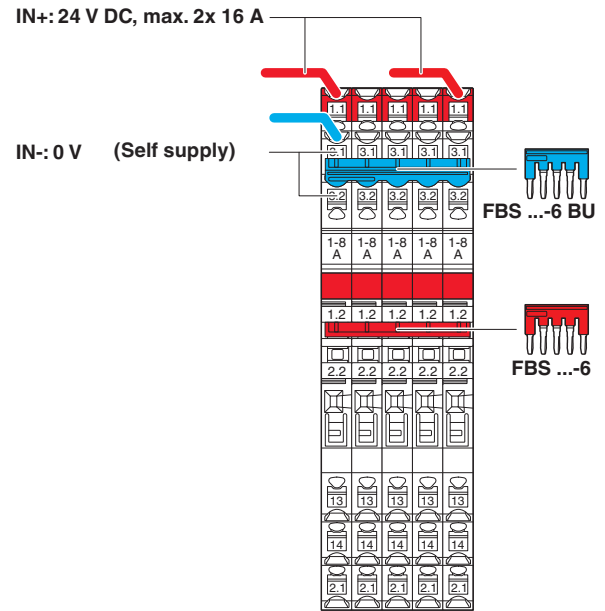 IN+: 24 V DC, max. 2x 16 A
1.1 1.1 1.1 1.1 1.1
IN-: 0 V (Self supply)
3.1 3.1 3.1 3.1 3.1
3.2 3.2 3.2 3.2 3.2
FBS ...-6 BU
1-8 1-8 1-8 1-8 1-8
A A A A A
1.2 1.2 1.2 1.2 1.2
FBS ...-6
2.2 2.2 2.2 2.2 2.2
13 13 13 13 13
14 14 14 14 14
2.1 2.1 2.1 2.1 2.1